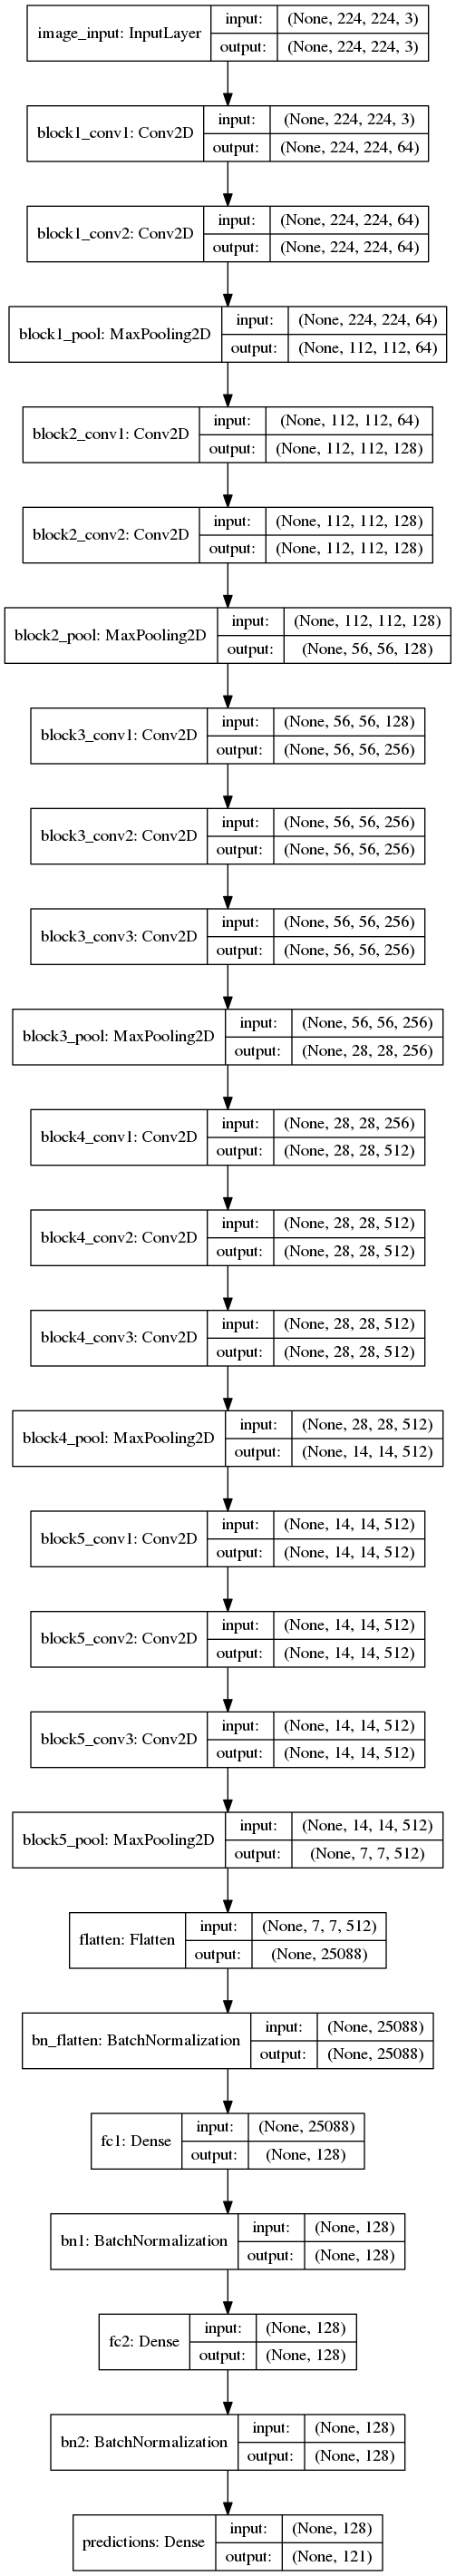 image_input: InputLayer
input: (None, 224, 224, 3)
output: (None, 224, 224, 3)
block1_conv1: Conv2D
input: (None, 224, 224, 3)
output: (None, 224, 224, 64)
block1_conv2: Conv2D
input: (None, 224, 224, 64)
output: (None, 224, 224, 64)
block1_pool: MaxPooling2D
input: (None, 224, 224, 64)
output: (None, 112, 112, 64)
block2_conv1: Conv2D
input: (None, 112, 112, 64)
output: (None, 112, 112, 128)
block2_conv2: Conv2D
input: (None, 112, 112, 128)
output: (None, 112, 112, 128)
block2_pool: MaxPooling2D
input: (None, 112, 112, 128)
output: (None, 56, 56, 128)
block3_conv1: Conv2D
input: (None, 56, 56, 128)
output: (None, 56, 56, 256)
block3_conv2: Conv2D
input: (None, 56, 56, 256)
output: (None, 56, 56, 256)
block3_conv3: Conv2D
input: (None, 56, 56, 256)
output: (None, 56, 56, 256)
block3_pool: MaxPooling2D
input: (None, 56, 56, 256)
output: (None, 28, 28, 256)
block4_conv1: Conv2D
input: (None, 28, 28, 256)
output: (None, 28, 28, 512)
block4_conv2: Conv2D
input: (None, 28, 28, 512)
output: (None, 28, 28, 512)
block4_conv3: Conv2D
input: (None, 28, 28, 512)
output: (None, 28, 28, 512)
block4_pool: MaxPooling2D
input: (None, 28, 28, 512)
output: (None, 14, 14, 512)
block5_conv1: Conv2D
input: (None, 14, 14, 512)
output: (None, 14, 14, 512)
block5_conv2: Conv2D
input: (None, 14, 14, 512)
output: (None, 14, 14, 512)
block5_conv3: Conv2D
input: (None, 14, 14, 512)
output: (None, 14, 14, 512)
block5_pool: MaxPooling2D
input: (None, 14, 14, 512)
output: (None, 7, 7, 512)
flatten: Flatten
input: (None, 7, 7, 512)
output: (None, 25088)
bn_flatten: BatchNormalization
input: (None, 25088)
output: (None, 25088)
fc1: Dense
input: (None, 25088)
output: (None, 128)
bn1: BatchNormalization
input: (None, 128)
output: (None, 128)
fc2: Dense
input: (None, 128)
output: (None, 128)
bn2: BatchNormalization
input: (None, 128)
output: (None, 128)
predictions: Dense
input: (None, 128)
output: (None, 121)